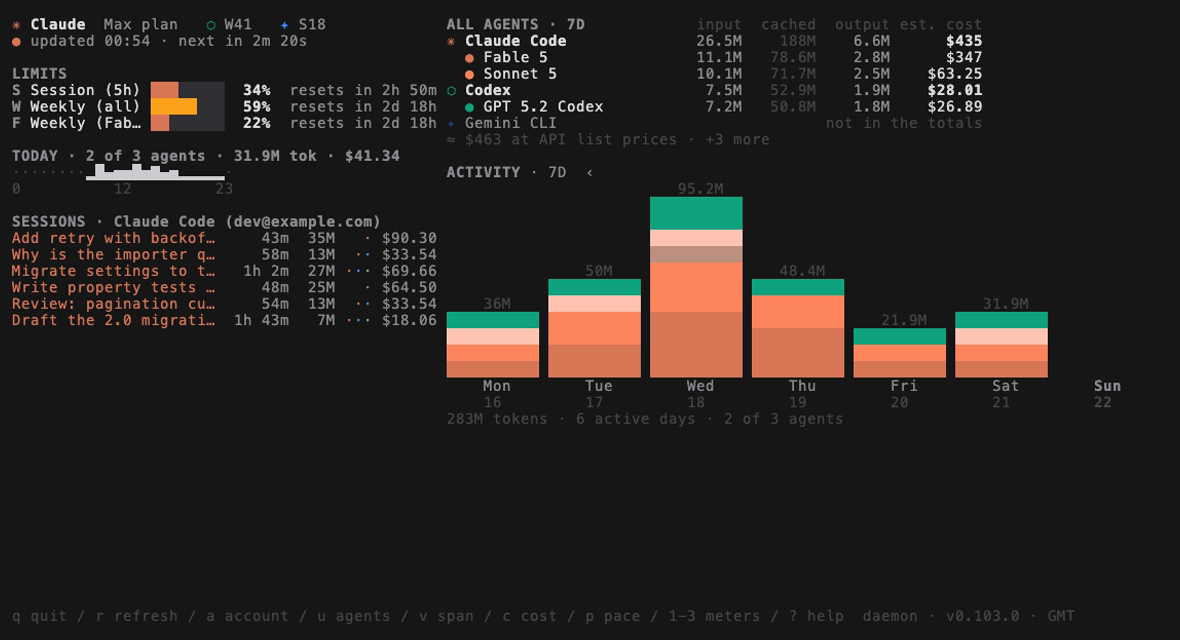 ✳ Claude  Max plan   ⬡ W41   ✦ S18
● updated 00:54 · next in 2m 20s
LIMITS
S Session (5h)  34%  resets in 2h 50m
W Weekly (all)  59%  resets in 2d 18h
F Weekly (Fab…  22%  resets in 2d 18h
TODAY · 2 of 3 agents · 31.9M tok · $41.34
0  12  23
SESSIONS · Claude Code (dev@example.com)
Add retry with backof…  43m  35M  · $90.30
Why is the importer q…  58m  13M  ·· $33.54
Migrate settings to t…  1h 2m  27M ··· $69.66
Write property tests …  48m  25M  · $64.50
Review: pagination cu…  54m  13M  ·· $33.54
Draft the 2.0 migrati…  1h 43m  7M ··· $18.06
ALL AGENTS · 7D  input  cached  output  est. cost
✳ Claude Code  26.5M  188M  6.6M  $435
● Fable 5  11.1M  78.6M  2.8M  $347
● Sonnet 5  10.1M  71.7M  2.5M  $63.25
⬡ Codex  7.5M  52.9M  1.9M  $28.01
● GPT 5.2 Codex  7.2M  50.8M  1.8M  $26.89
✦ Gemini CLI  not in the totals
≈ $463 at API list prices · +3 more
ACTIVITY · 7D  ‹
95.2M
50M  48.4M
36M  31.9M
21.9M
Mon  Tue  Wed  Thu  Fri  Sat  Sun
16  17  18  19  20  21  22
283M tokens · 6 active days · 2 of 3 agents
q quit / r refresh / a account / u agents / v span / c cost / p pace / 1–3 meters / ? help  daemon · v0.103.0 · GMT